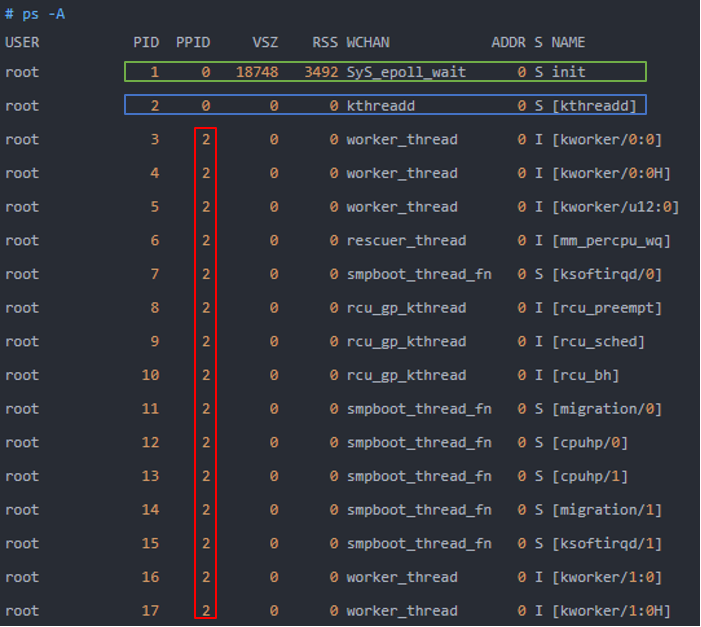 # ps -A
USER PID PPID VSZ RSS WCHAN ADDR S NAME
root 1 0 18748 3492 SyS_epoll_wait 0 S init
root 2 0 0 0 kthreadd 0 S [kthreadd]
root 3 2 0 0 worker_thread 0 I [kworker/0:0]
root 4 2 0 0 worker_thread 0 I [kworker/0:0H]
root 5 2 0 0 worker_thread 0 I [kworker/u12:0]
root 6 2 0 0 rescuer_thread 0 I [mm_percpu_wq]
root 7 2 0 0 smpboot_thread_fn 0 S [ksoftirqd/0]
root 8 2 0 0 rcu_gp_kthread 0 I [rcu_preempt]
root 9 2 0 0 rcu_gp_kthread 0 I [rcu_sched]
root 10 2 0 0 rcu_gp_kthread 0 I [rcu_bh]
root 11 2 0 0 smpboot_thread_fn 0 S [migration/0]
root 12 2 0 0 smpboot_thread_fn 0 S [cpuhp/0]
root 13 2 0 0 smpboot_thread_fn 0 S [cpuhp/1]
root 14 2 0 0 smpboot_thread_fn 0 S [migration/1]
root 15 2 0 0 smpboot_thread_fn 0 S [ksoftirqd/1]
root 16 2 0 0 worker_thread 0 I [kworker/1:0]
root 17 2 0 0 worker_thread 0 I [kworker/1:0H]